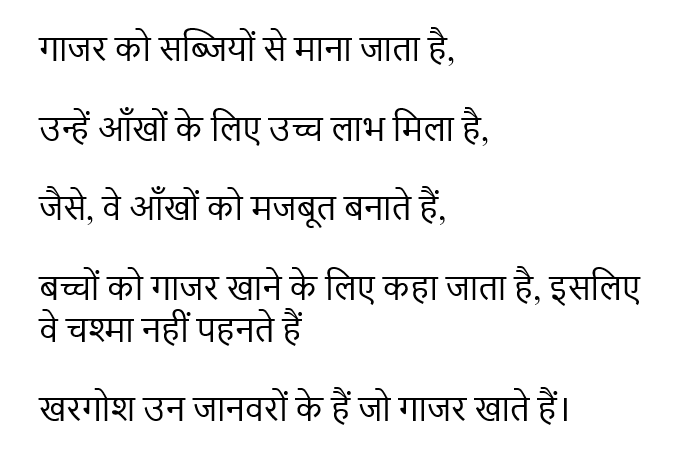 गाजर को सब्जियों से माना जाता है,
उन्हें आँखों के लिए उच्च लाभ मिला है,
जैसे, वे आँखों को मजबूत बनाते हैं,
बच्चों को गाजर खाने के लिए कहा जाता है, इसलिए
वे चश्मा नहीं पहनते हैं
खरगोश उन जानवरों के हैं जो गाजर खाते हैं।